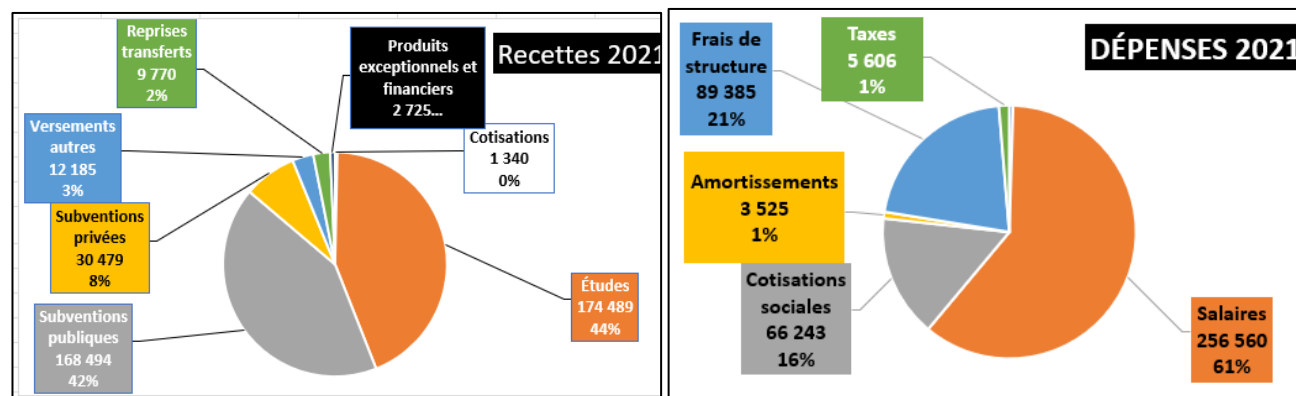 Recettes 2021
Reprises
transferts
9 770
2%
Produits
exceptionnels et
financiers
2 725...
Versements
autres
12 185
3%
Cotisations
1 340
0%
Subventions
privées
30 479
8%
Études
174 489
44%
Subventions
publiques
168 494
42%
DÉPENSES 2021
Frais de
structure
89 385
21%
Taxes
5 606
1%
Amortissements
3 525
1%
Cotisations
sociales
66 243
16%
Salaires
256 560
61%